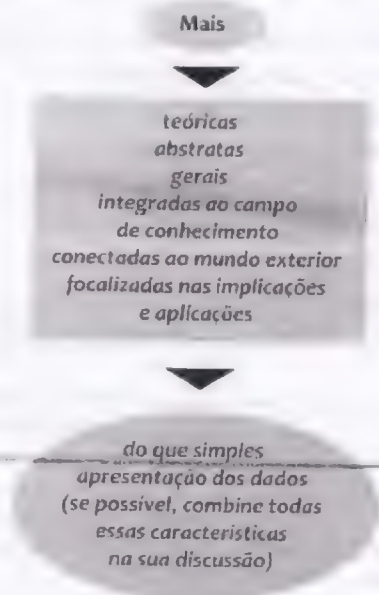 Mais
teóricas
abstratas
gerais
integradas ao campo
de conhecimento
conectadas ao mundo exterior
focalizadas nas implicações
e aplicações
do que simples
apresentação dos dados
(se possível, combine todas
essas características
na sua discussão)